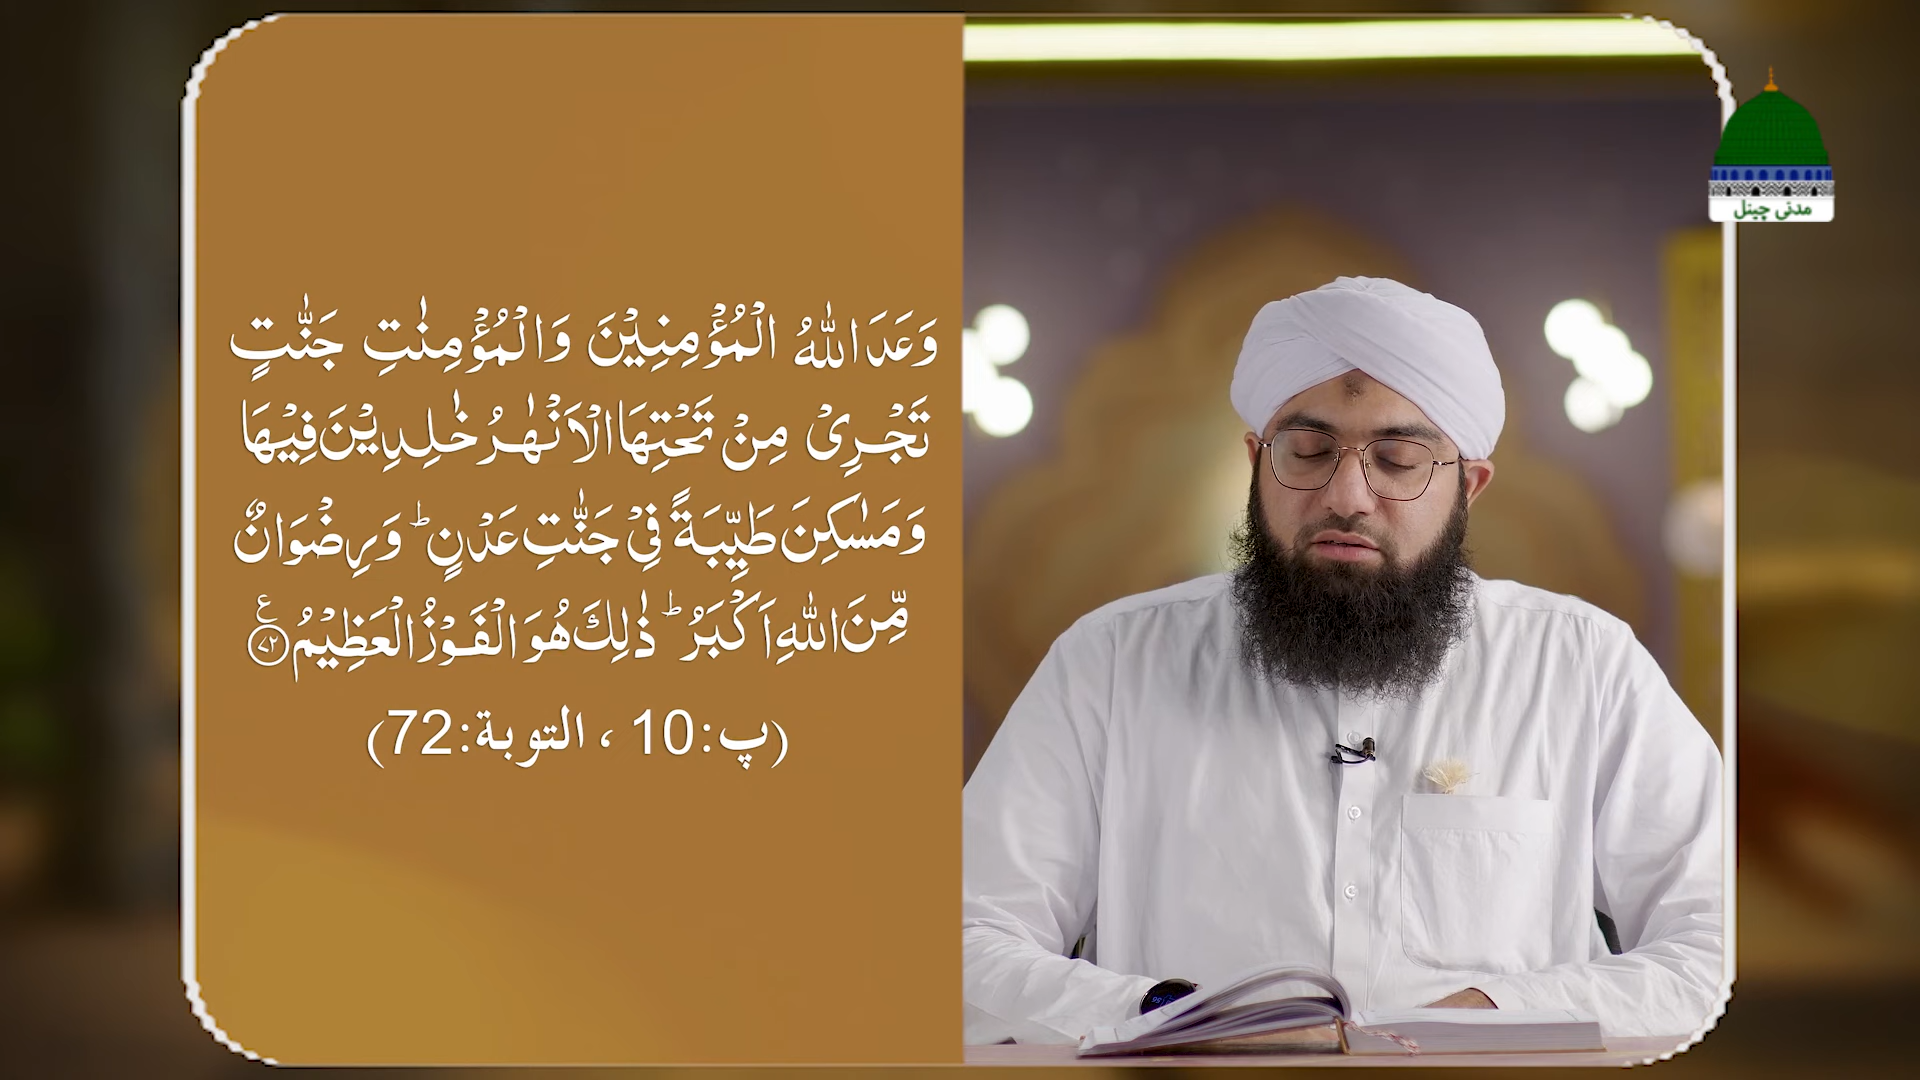 وَعَدَ اللّٰهُ الْمُؤْمِنِیْنَ وَالْمُؤْمِنٰتِ جَنّٰتٍ
تَجْرِیْ مِنْ تَحْتِهَا الْاَنْهٰرُ خٰلِدِیْنَ فِیْهَا
وَ مَسٰكِنَ طَیِّبَةً فِیْ جَنّٰتِ عَدْنٍ ؕ وَ رِضْوَانٌ
مِّنَ اللّٰهِ اَكْبَرُ ؕ ذٰلِكَ هُوَ الْفَوْزُ الْعَظِیْمُ ۧ۝۷۲
(پ:10 ، التوبة:72)
مدنی چینل